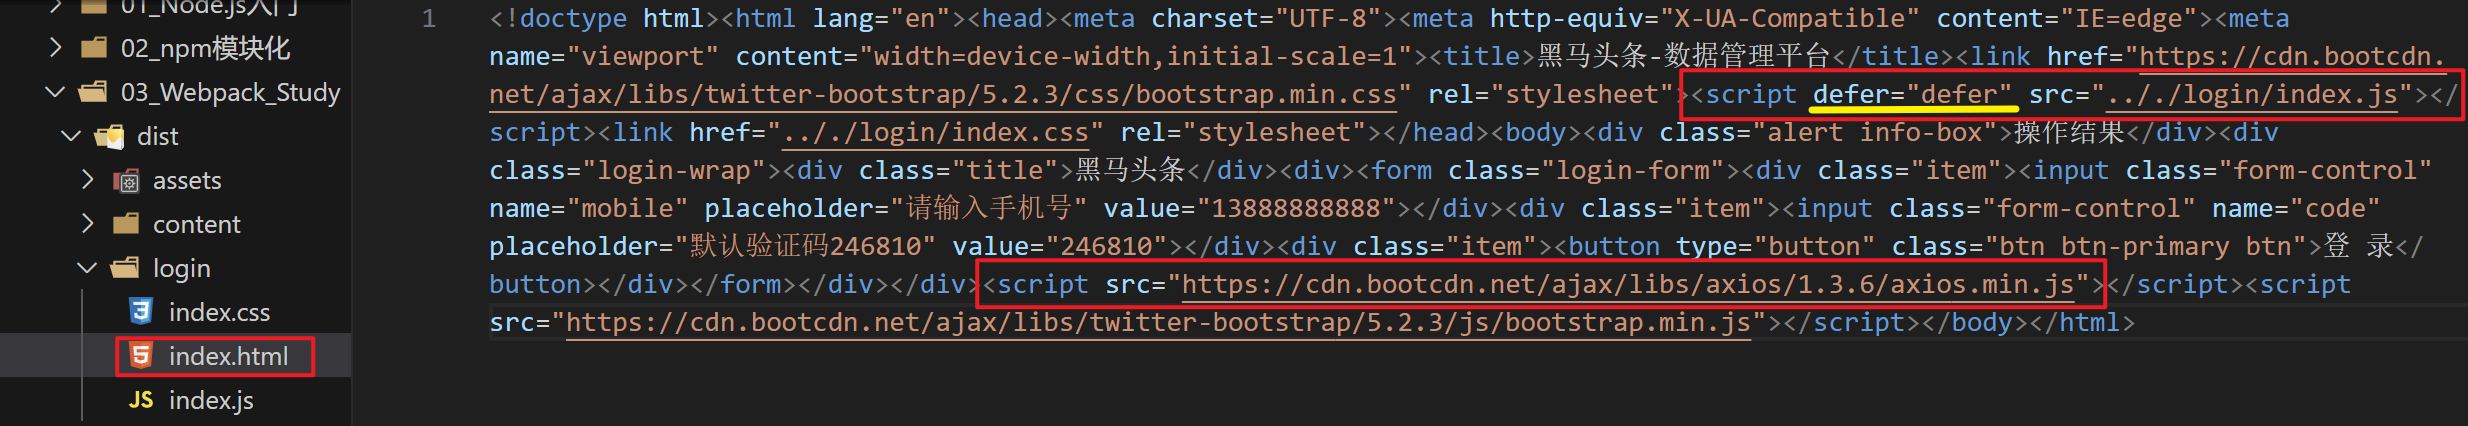 01_Node.js入门
02_npm模块化
03_Webpack_Study
dist
assets
content
login
index.css
index.html
JS index.js
1
<!doctype html><html lang="en"><head><meta charset="UTF-8"><meta http-equiv="X-UA-Compatible" content="IE=edge"><meta
name="viewport" content="width=device-width,initial-scale=1"><title>黑马头条-数据管理平台</title><link href="https://cdn.bootcdn.
net/ajax/libs/twitter-bootstrap/5.2.3/css/bootstrap.min.css" rel="stylesheet"><script defer="defer" src=".././login/index.js"></
script><link href=".././login/index.css" rel="stylesheet"></head><body><div class="alert info-box">操作结果</div><div
class="login-wrap"><div class="title">黑马头条</div><div><form class="login-form"><div class="item"><input class="form-control"
name="mobile" placeholder="请输入手机号" value="13888888888"></div><div class="item"><input class="form-control" name="code"
placeholder="默认验证码246810" value="246810"></div><div class="item"><button type="button" class="btn btn-primary btn">登 录</
button></div></form></div></div><script src="https://cdn.bootcdn.net/ajax/libs/axios/1.3.6/axios.min.js"></script><script
src="https://cdn.bootcdn.net/ajax/libs/twitter-bootstrap/5.2.3/js/bootstrap.min.js"></script></body></html>